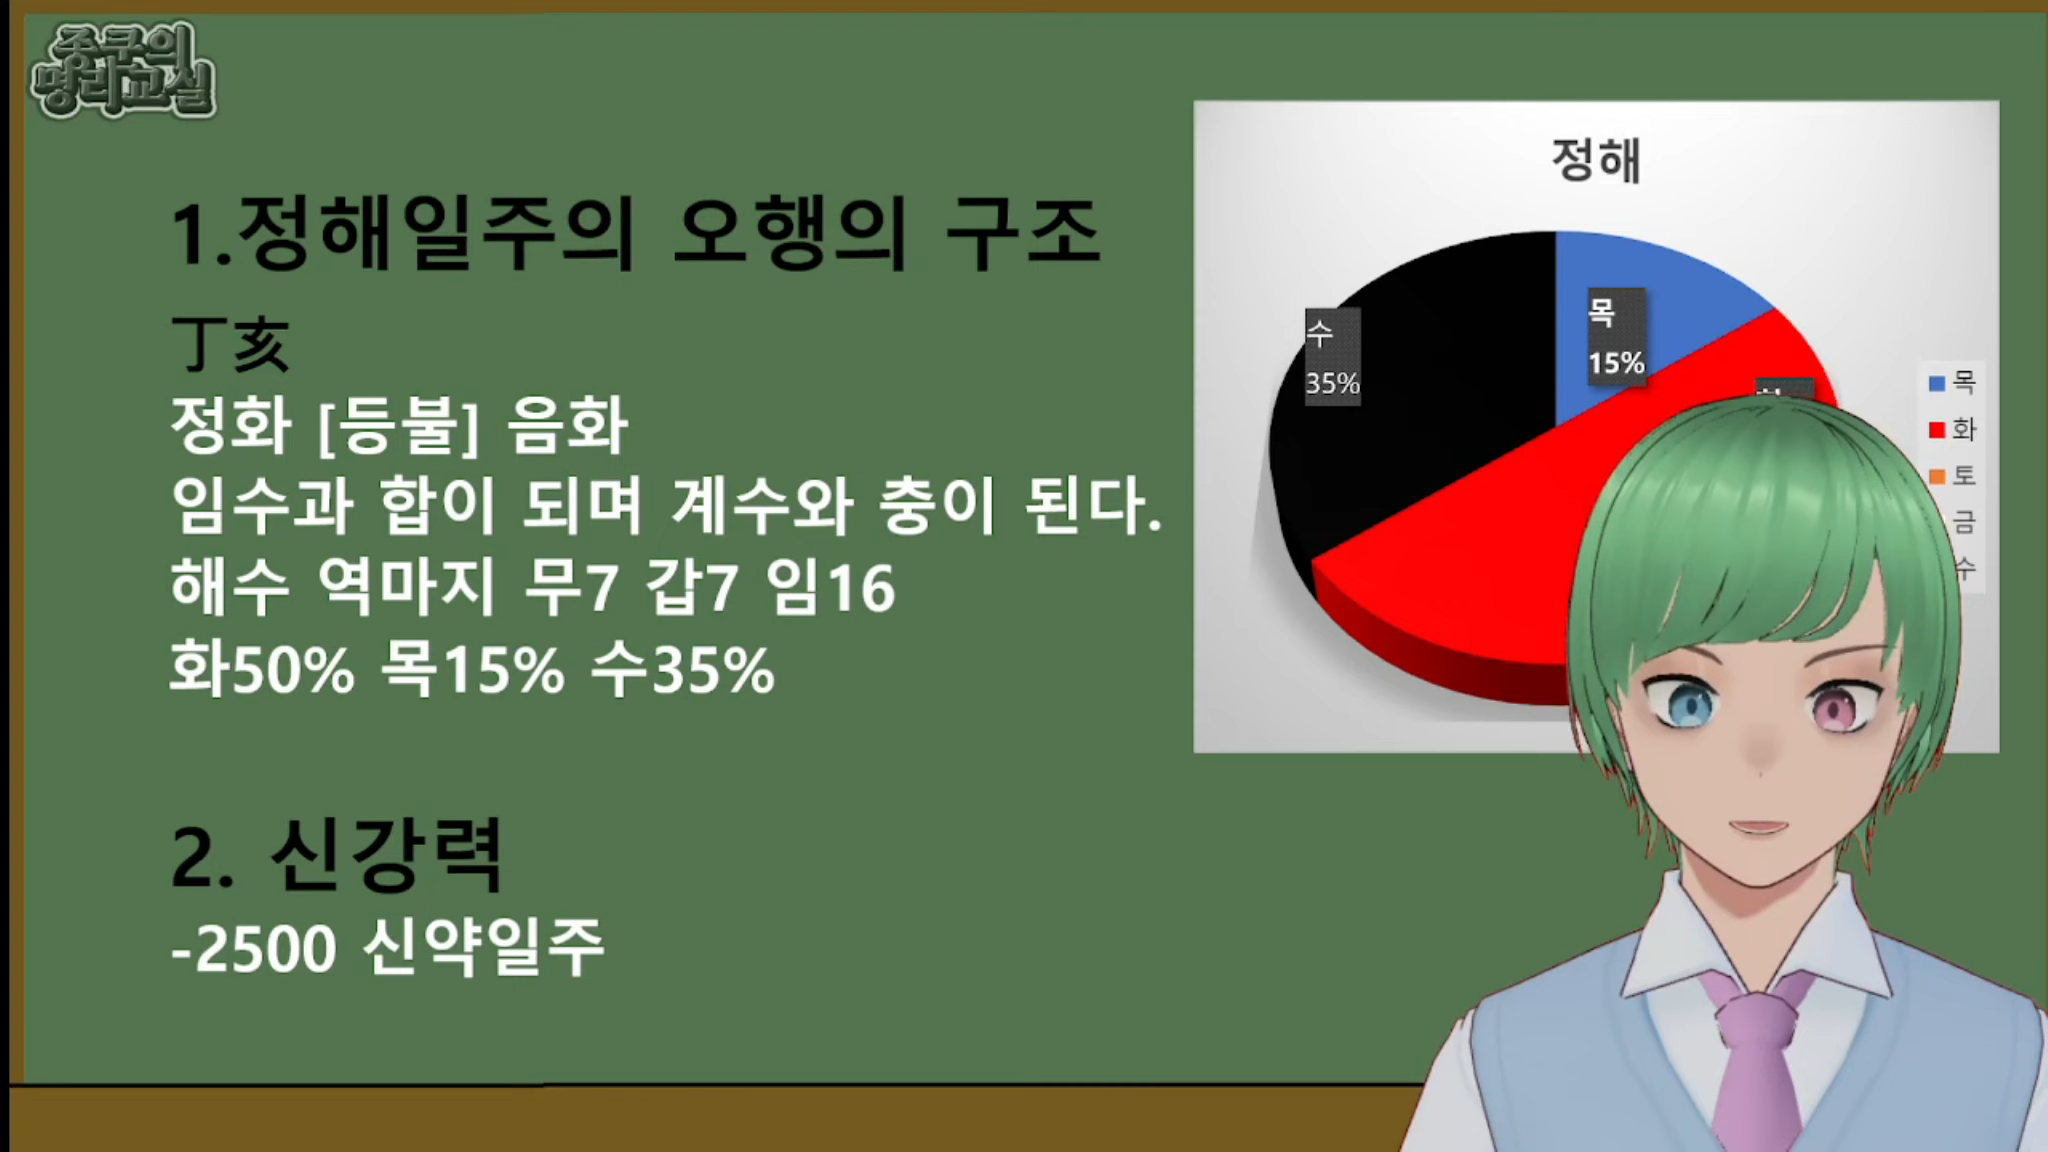 종쿠의
명리교실
1.정해일주의 오행의 구조
丁亥
정화 [등불] 음화
임수과 합이 되며 계수와 충이 된다.
해수 역마지 무7 갑7 임16
화50% 목15% 수35%
2. 신강력
-2500 신약일주
정해
수
35%
목
15%
목
화
토
금
수